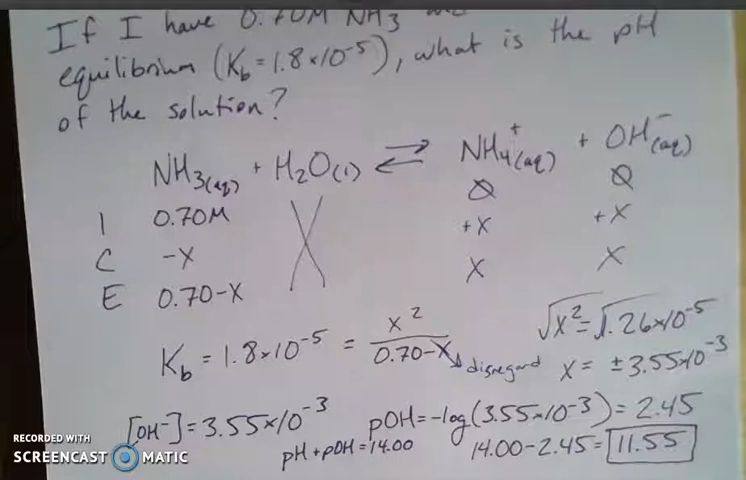 If I have 0.70M NH3
equilibrium (Kb = 1.8×10-5), what is the pH
of the solution?
NH3(aq) + H2O(l) ⇌ NH4+(aq) + OH-(aq)
I 0.70M X 0 0
C -X +X +X
E 0.70-X X X
Kb = 1.8×10-5 = x2 / 0.70-X disregard
√x2 = √1.26×10-5
x = ±3.55×10-3
[OH-] = 3.55×10-3
pOH = -log(3.55×10-3) = 2.45
pH + pOH = 14.00
14.00 - 2.45 = 11.55
RECORDED WITH
SCREENCAST MATIC